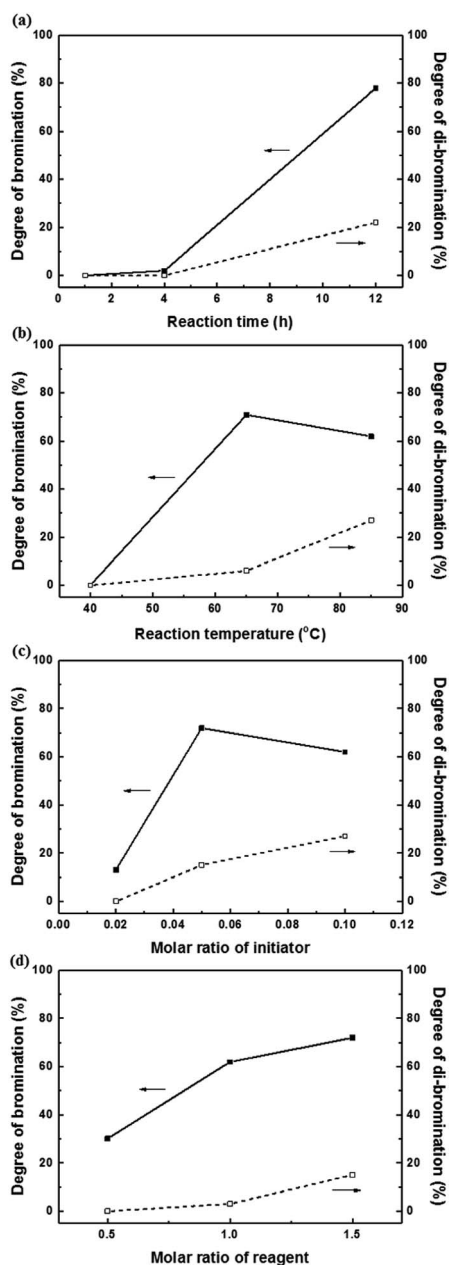 (a)
100 100
80 80
60 60
40 40
20 20
0 0
2 4 6 8 10 12
Degree of bromination (%)
Degree of di-bromination (%)
Reaction time (h)
(b)
100 100
80 80
60 60
40 40
20 20
0 0
40 50 60 70 80 90
Degree of bromination (%)
Degree of di-bromination (%)
Reaction temperature (°C)
(c)
100 100
80 80
60 60
40 40
20 20
0 0
0.00 0.02 0.04 0.06 0.08 0.10 0.12
Degree of bromination (%)
Degree of di-bromination (%)
Molar ratio of initiator
(d)
100 100
80 80
60 60
40 40
20 20
0 0
0.5 1.0 1.5
Degree of bromination (%)
Degree of di-bromination (%)
Molar ratio of reagent